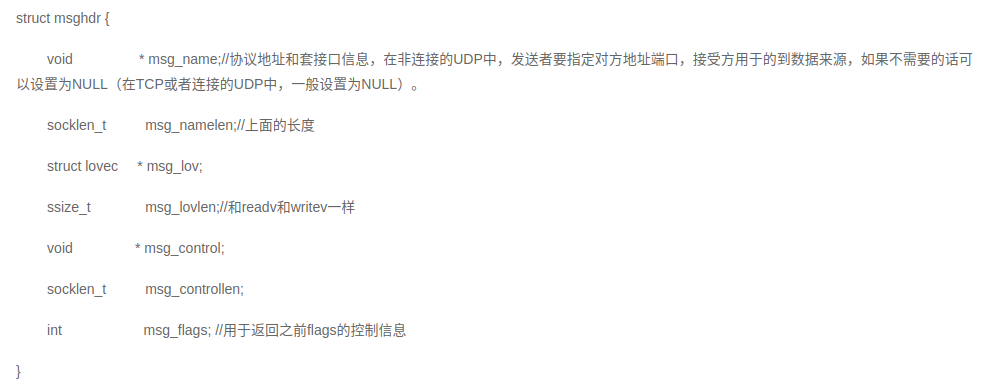 struct msghdr {
void * msg_name;//协议地址和套接口信息，在非连接的UDP中，发送者要指定对方地址端口，接受方用于的到数据来源，如果不需要的话可
以设置为NULL（在TCP或者连接的UDP中，一般设置为NULL）。
socklen_t msg_namelen;//上面的长度
struct lovec * msg_lov;
ssize_t msg_lovlen;//和readv和writev一样
void * msg_control;
socklen_t msg_controllen;
int msg_flags; //用于返回之前flags的控制信息
}